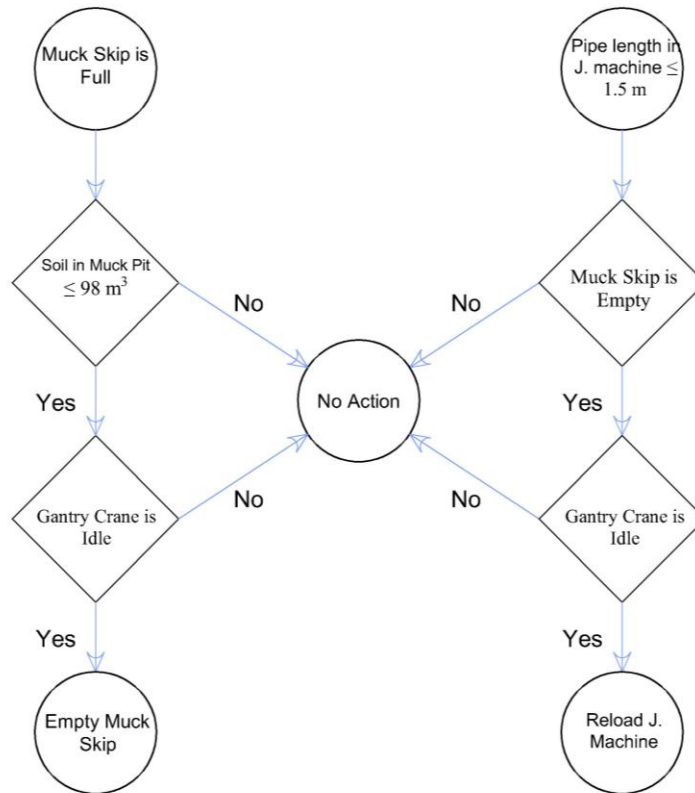 Muck Skip is
Full
Pipe length in
J. machine ≤
1.5 m
Soil in Muck Pit
≤ 98 m³
No
No
Muck Skip is
Empty
No Action
Yes
Yes
Gantry Crane is
Idle
No
No
Gantry Crane is
Idle
Yes
Yes
Empty Muck
Skip
Reload J.
Machine